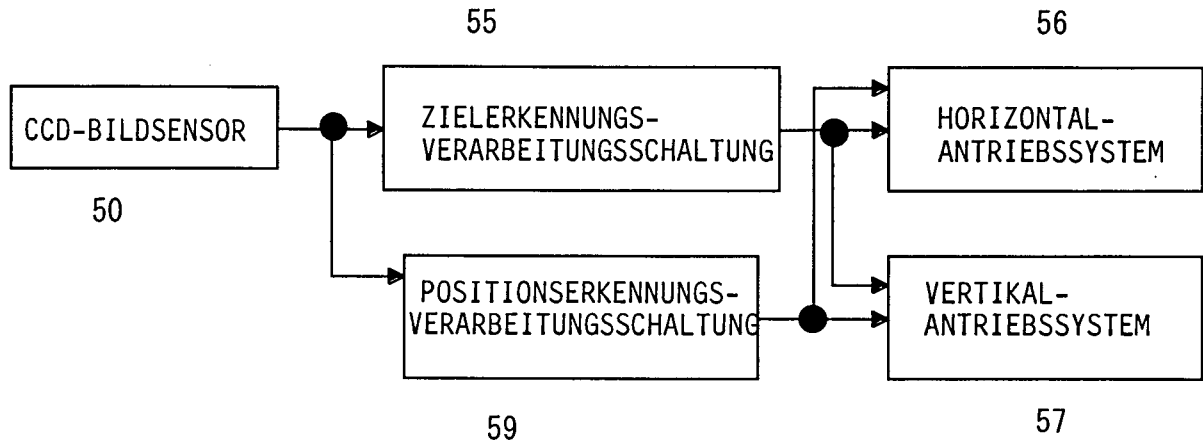 55
56
CCD-BILDSENSOR
ZIELERKENNUNGS-
VERARBEITUNGSSCHALTUNG
HORIZONTAL-
ANTRIEBSSYSTEM
50
POSITIONSERKENNUNGS-
VERARBEITUNGSSCHALTUNG
VERTIKAL-
ANTRIEBSSYSTEM
59
57